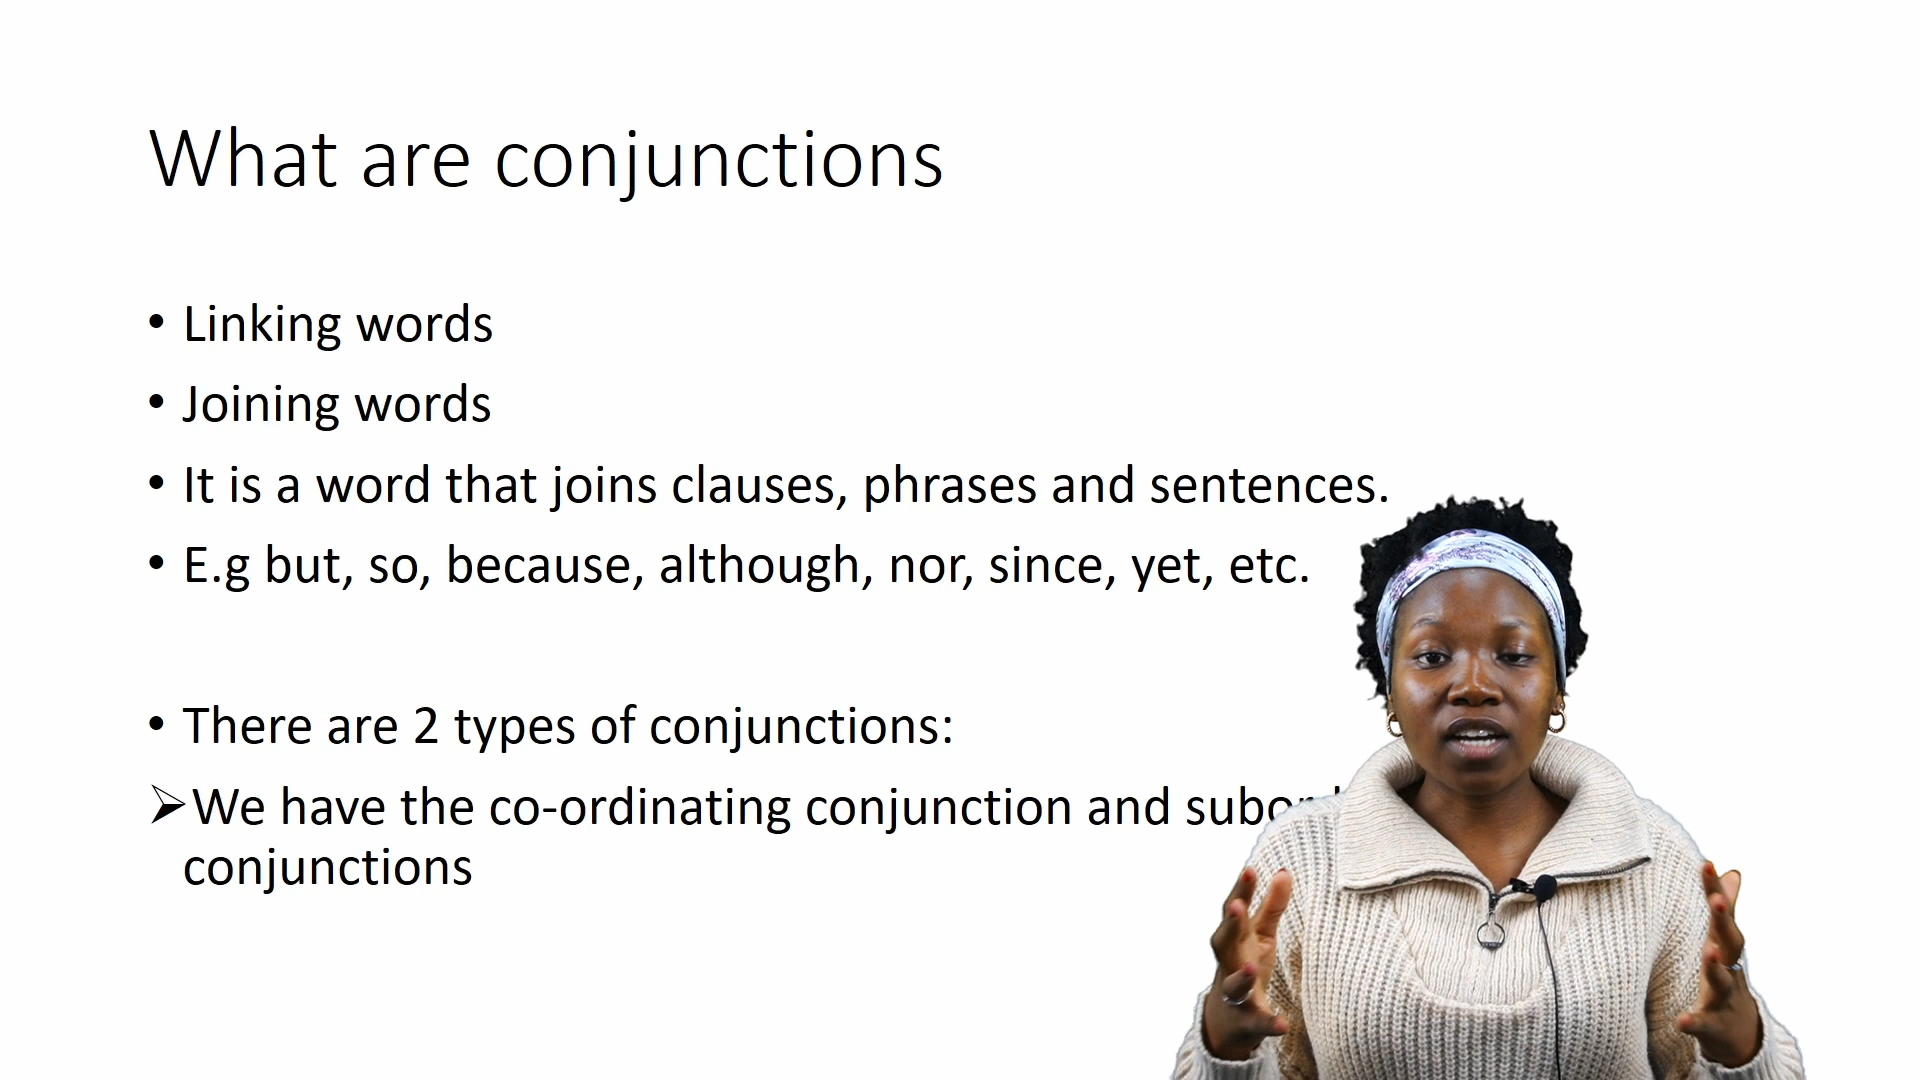 What are conjunctions
• Linking words
• Joining words
• It is a word that joins clauses, phrases and sentences.
• E.g but, so, because, although, nor, since, yet, etc.
• There are 2 types of conjunctions:
➢We have the co-ordinating conjunction and
conjunctions